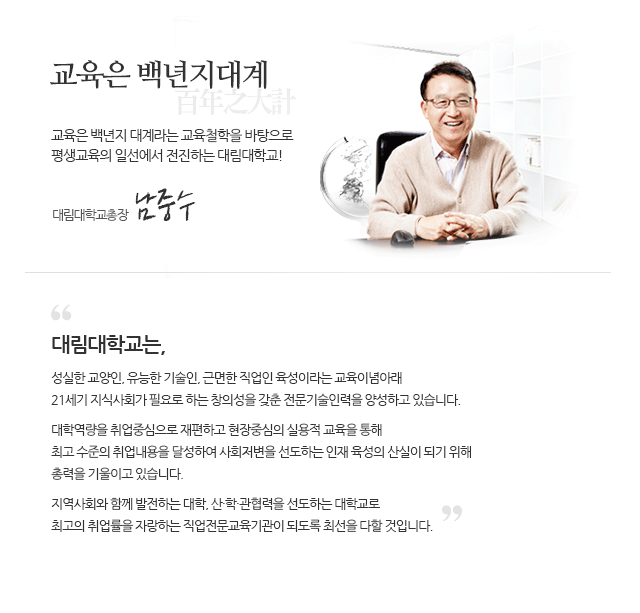 교육은 백년지대계
百年之大計
교육은 백년지 대계라는 교육철학을 바탕으로
평생교육의 일선에서 전진하는 대림대학교!
대림대학교총장 남중수
“
대림대학교는,
성실한 교양인, 유능한 기술인, 근면한 직업인 육성이라는 교육이념아래
21세기 지식사회가 필요로 하는 창의성을 갖춘 전문기술인력을 양성하고 있습니다.
대학역량을 취업중심으로 재편하고 현장중심의 실용적 교육을 통해
최고 수준의 취업내용을 달성하여 사회저변을 선도하는 인재 육성의 산실이 되기 위해
총력을 기울이고 있습니다.
지역사회와 함께 발전하는 대학, 산·학·관협력을 선도하는 대학교로
최고의 취업률을 자랑하는 직업전문교육기관이 되도록 최선을 다할 것입니다. ”